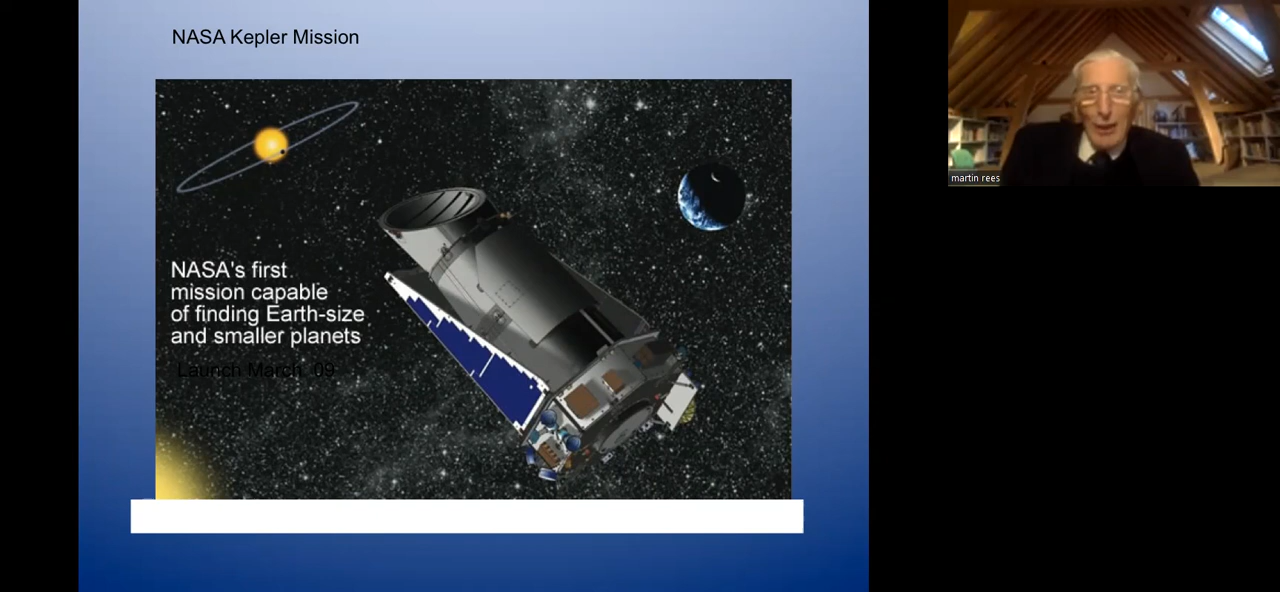 NASA Kepler Mission
NASA's first
mission capable
of finding Earth-size
and smaller planets
Launch March 09
martin rees